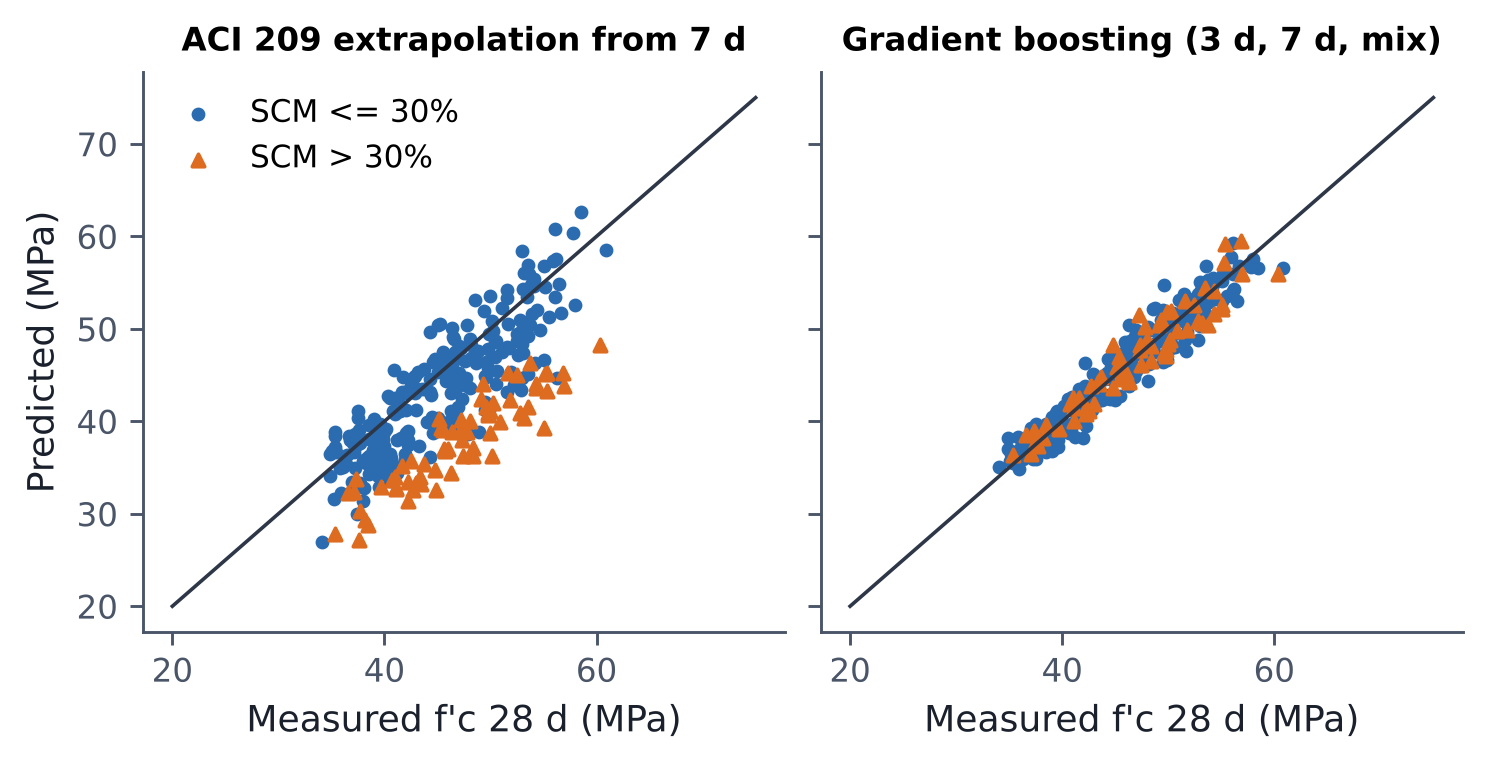 ACI 209 extrapolation from 7 d
Gradient boosting (3 d, 7 d, mix)
SCM <= 30%
SCM > 30%
Predicted (MPa)
70
60
50
40
30
20
20
40
60
20
40
60
Measured f'c 28 d (MPa)
Measured f'c 28 d (MPa)